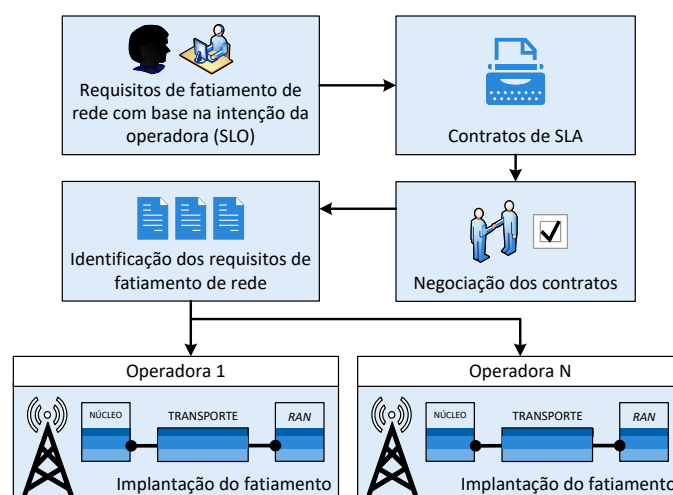 Requisitos de fatiamento de
rede com base na intenção da
operadora (SLO)
Contratos de SLA
Identificação dos requisitos de
fatiamento de rede
Negociação dos contratos
Operadora 1
NÚCLEO
TRANSPORTE
RAN
Implantação do fatiamento
Operadora N
NÚCLEO
TRANSPORTE
RAN
Implantação do fatiamento